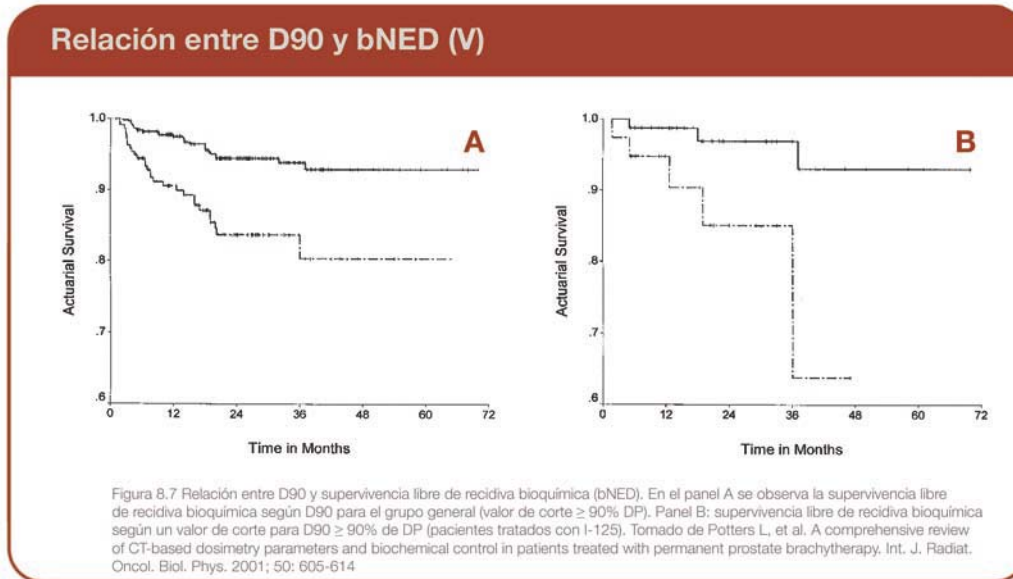 Relación entre D90 y bNED (V)
A
1.0
.9
.8
.7
.6
Actuarial Survival
0 12 24 36 48 60 72
Time in Months
B
1.0
.9
.8
.7
.6
Actuarial Survival
0 12 24 36 48 60 72
Time in Months
Figura 8.7 Relación entre D90 y supervivencia libre de recidiva bioquímica (bNED). En el panel A se observa la supervivencia libre
de recidiva bioquímica según D90 para el grupo general (valor de corte ≥ 90% DP). Panel B: supervivencia libre de recidiva bioquímica
según un valor de corte para D90 ≥ 90% de DP (pacientes tratados con I-125). Tomado de Potters L, et al. A comprehensive review
of CT-based dosimetry parameters and biochemical control in patients treated with permanent prostate brachytherapy. Int. J. Radiat.
Oncol. Biol. Phys. 2001; 50: 605-614